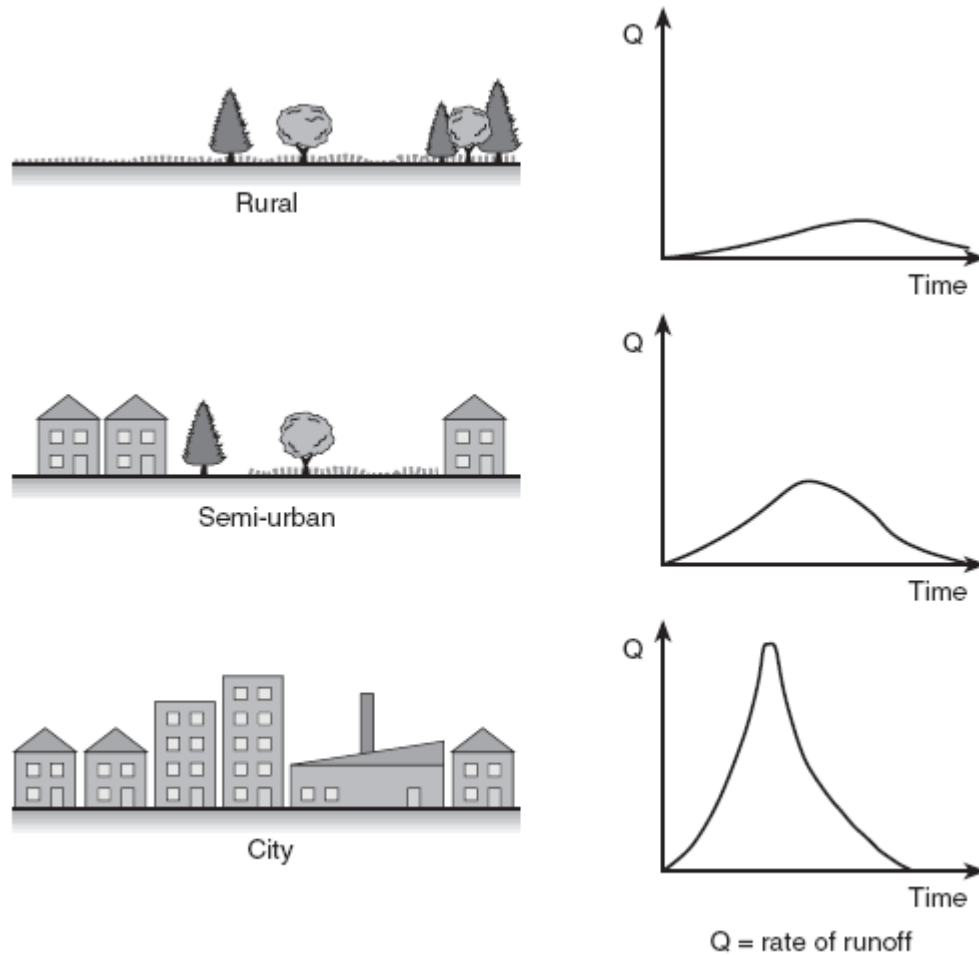 Q
Rural
Time
Q
Semi-urban
Time
Q
City
Time
Q = rate of runoff